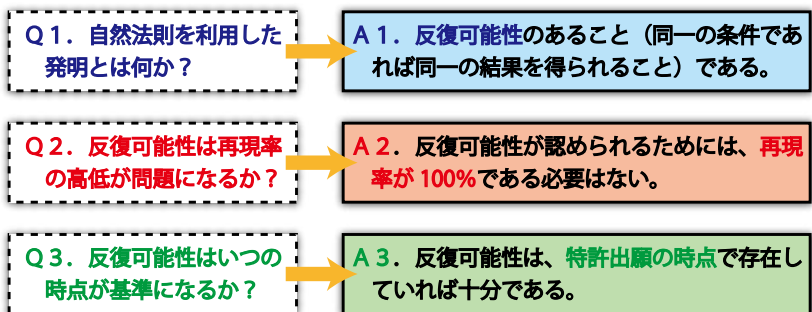 Q1．自然法則を利用した
発明とは何か？
A1．反復可能性のあること（同一の条件であ
れば同一の結果を得られること）である。
Q2．反復可能性は再現率
の高低が問題になるか？
A2．反復可能性が認められるためには、再現
率が 100%である必要はない。
Q3．反復可能性はいつの
時点が基準になるか？
A3．反復可能性は、特許出願の時点で存在し
ていれば十分である。